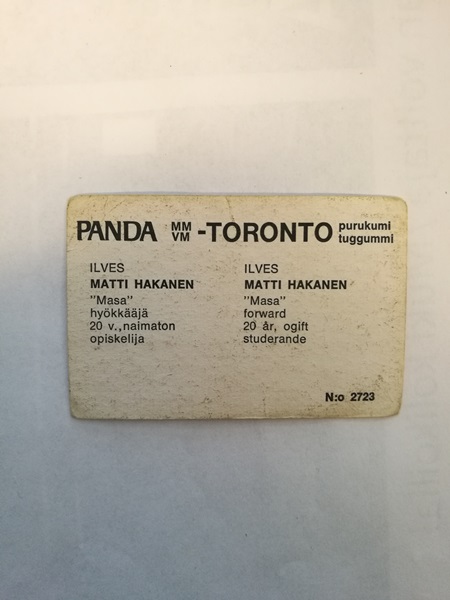 PANDA MM VM -TORONTO purukumi tuggummi
ILVES
MATTI HAKANEN
"Masa"
hyökkääjä
20 v.,naimaton
opiskelija
ILVES
MATTI HAKANEN
"Masa"
forward
20 år, ogift
studerande
N:o 2723